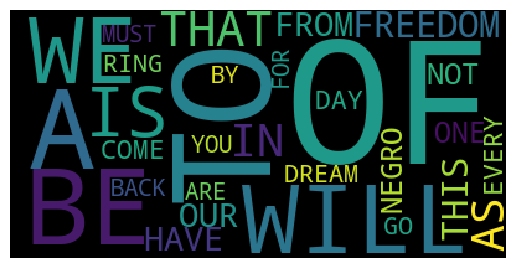 WE
MUST
THAT
FROM
FREEDOM
RING
IS
A
TO
BY
FOR
OF
DAY
NOT
COME
YOU
IN
ONE
BE
BACK
ARE
DREAM
NEGRO
THIS
EVERY
OUR
HAVE
WILL
GO
AS